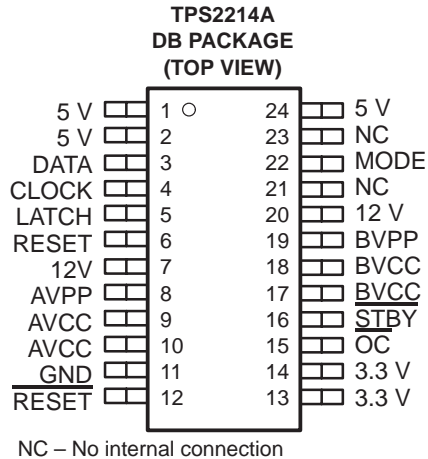 TPS2214A
DB PACKAGE
(TOP VIEW)
5 V 1 24 5 V
5 V 2 23 NC
DATA 3 22 MODE
CLOCK 4 21 NC
LATCH 5 20 12 V
RESET 6 19 BVPP
12V 7 18 BVCC
AVPP 8 17 BVCC
AVCC 9 16 STBY
AVCC 10 15 OC
GND 11 14 3.3 V
RESET 12 13 3.3 V
NC – No internal connection